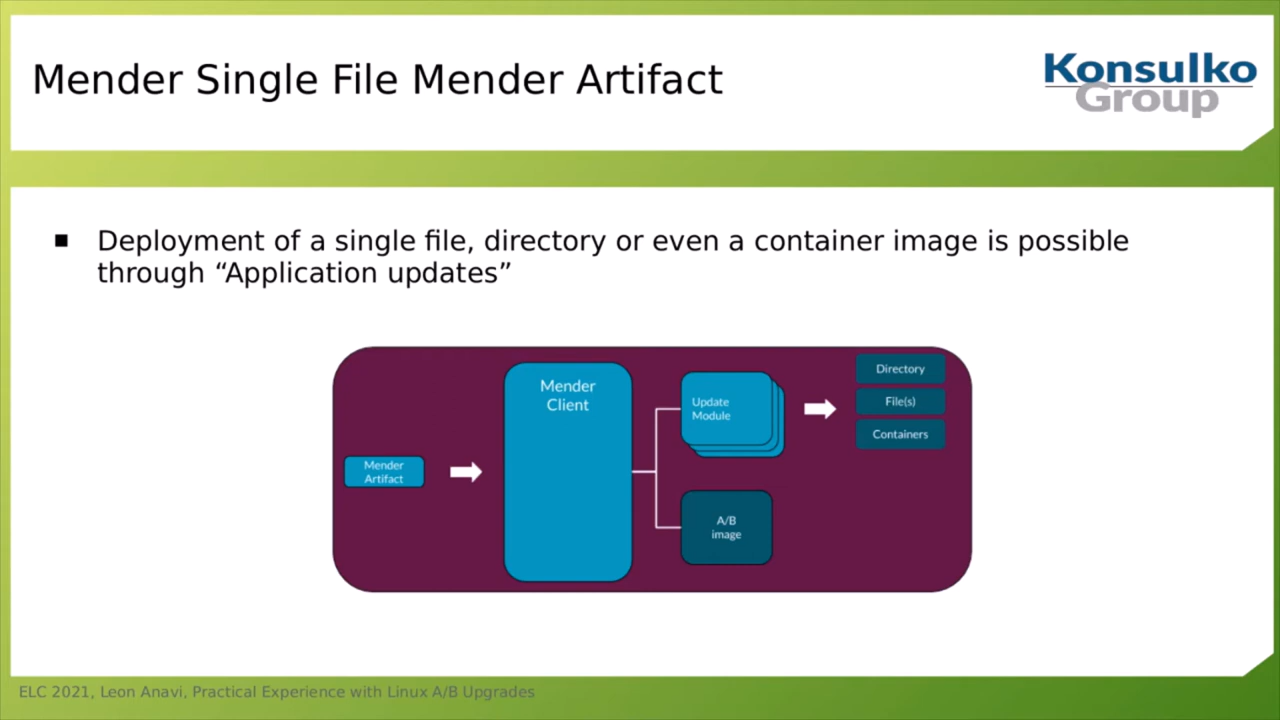 Mender Single File Mender Artifact
Konsulko
Group
■ Deployment of a single file, directory or even a container image is possible
through “Application updates”
Mender
Artifact
Mender
Client
Update
Module
A/B
image
Directory
File(s)
Containers
ELC 2021, Leon Anavi, Practical Experience with Linux A/B Upgrades